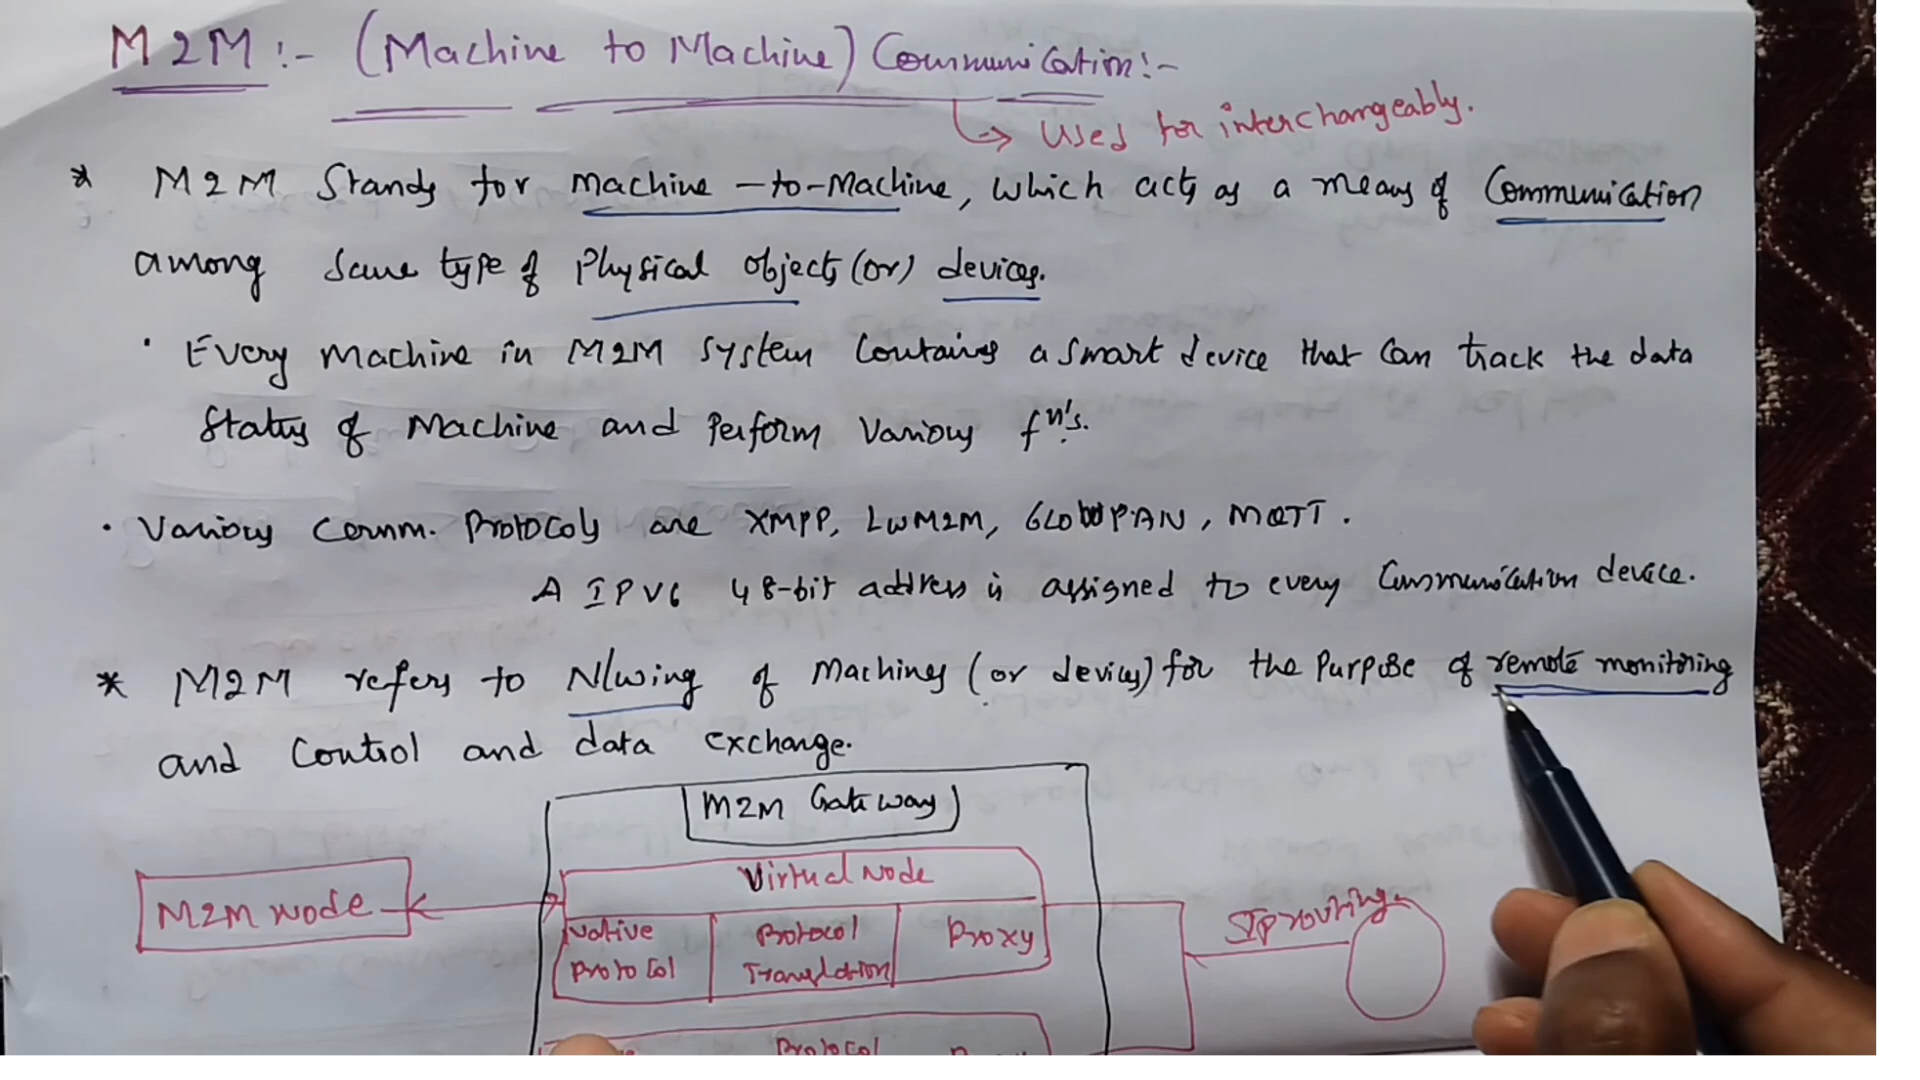 M2M :- (Machine to Machine) Communication:-
↳ Used for interchangeably.
* M2M Stands for Machine-to-Machine, which acts as a means of Communication
among same type of Physical objects (or) devices.
· Every Machine in M2M System Contains a Smart device that Can track the data
Status of Machine and Perform Various fn's.
· Various Comm. Protocols are XMPP, LWM2M, 6LOWPAN, MQTT.
A IPV6 48-bit address is assigned to every Communication device.
* M2M refers to N/wing of Machines (or devices) for the Purpose of remote monitoring
and Control and data exchange.
M2M Gateway
Virtual Node
M2M Node
Native Protocol
Protocol Translation
Proxy
IP routing
Protocol